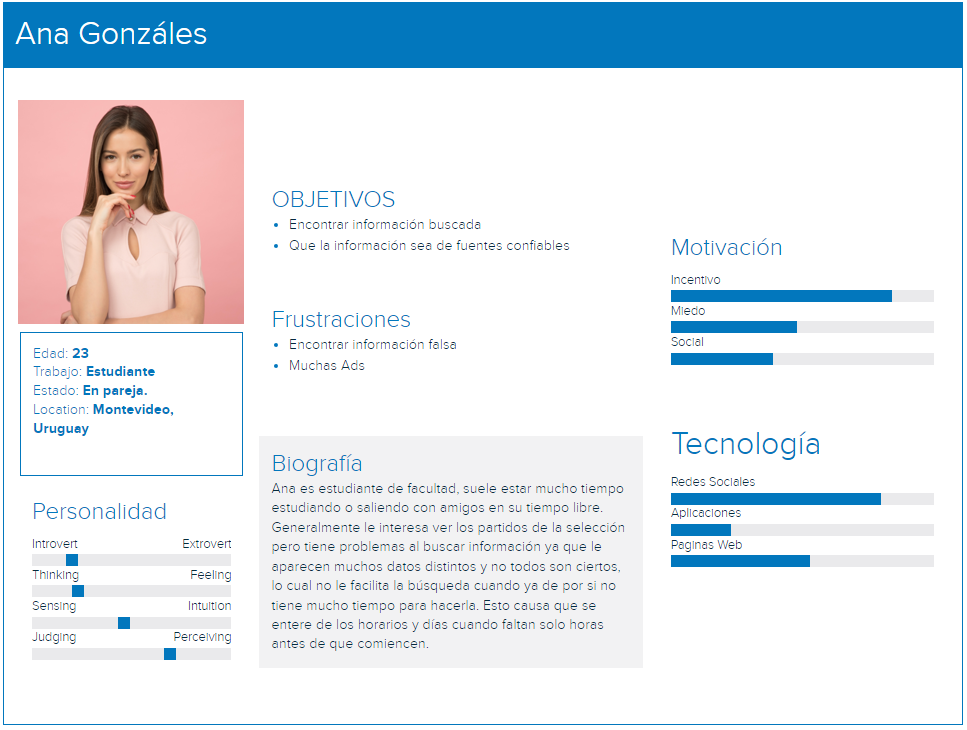 Ana Gonzáles
Edad: 23
Trabajo: Estudiante
Estado: En pareja.
Location: Montevideo,
Uruguay
Personalidad
Introvert Extrovert
Thinking Feeling
Sensing Intuition
Judging Perceiving
OBJETIVOS
• Encontrar información buscada
• Que la información sea de fuentes confiables
Frustraciones
• Encontrar información falsa
• Muchas Ads
Biografía
Ana es estudiante de facultad, suele estar mucho tiempo
estudiando o saliendo con amigos en su tiempo libre.
Generalmente le interesa ver los partidos de la selección
pero tiene problemas al buscar información ya que le
aparecen muchos datos distintos y no todos son ciertos,
lo cual no le facilita la búsqueda cuando ya de por si no
tiene mucho tiempo para hacerla. Esto causa que se
entere de los horarios y días cuando faltan solo horas
antes de que comiencen.
Motivación
Incentivo
Miedo
Social
Tecnología
Redes Sociales
Aplicaciones
Paginas Web